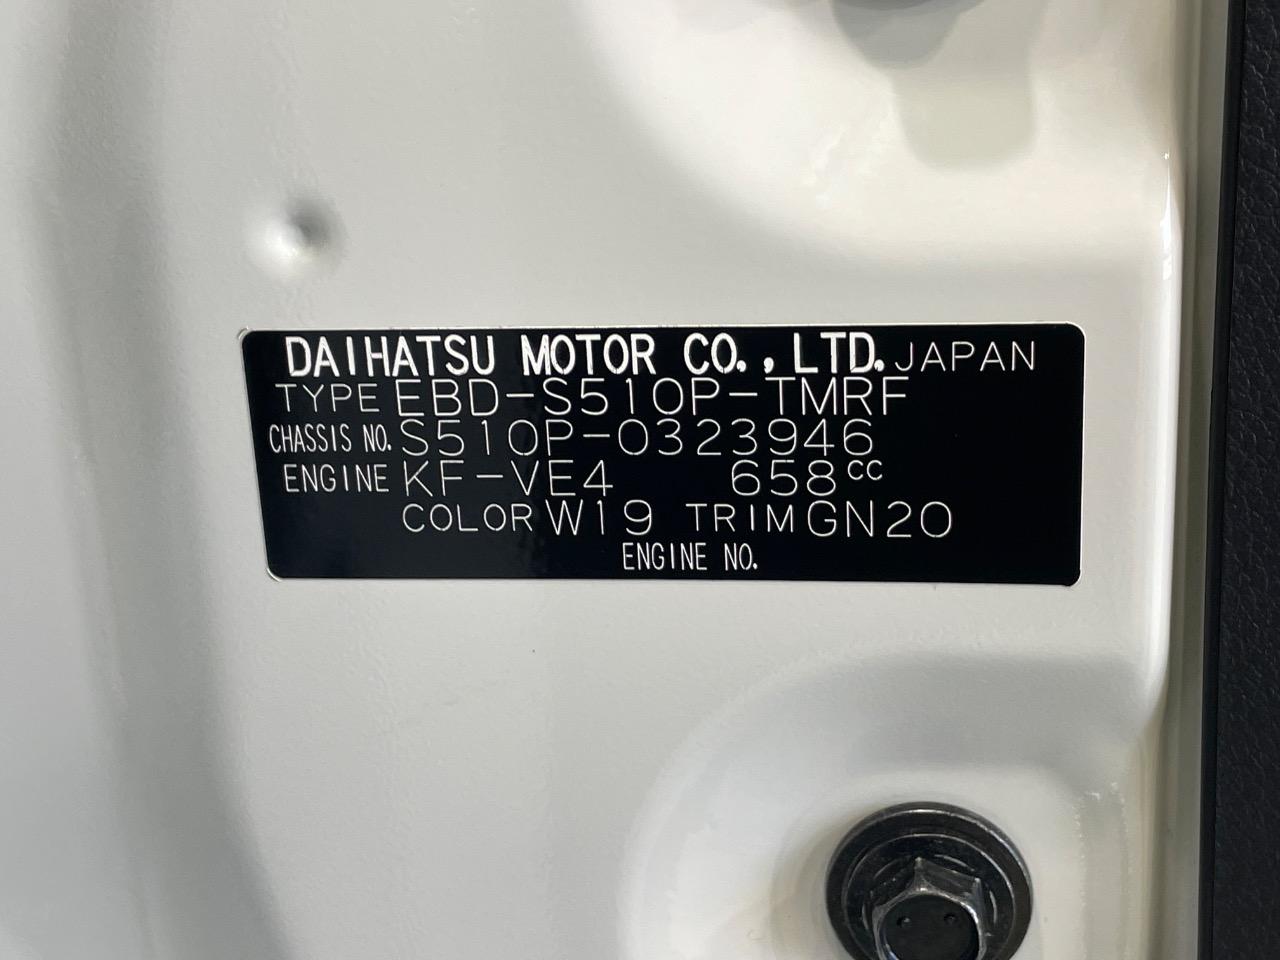 DAIHATSU MOTOR CO., LTD. JAPAN
TYPE EBD-S510P-TMRF
CHASSIS NO. S510P-0323946
ENGINE KF-VE4 658cc
COLOR W19 TRIM GN20
ENGINE NO.